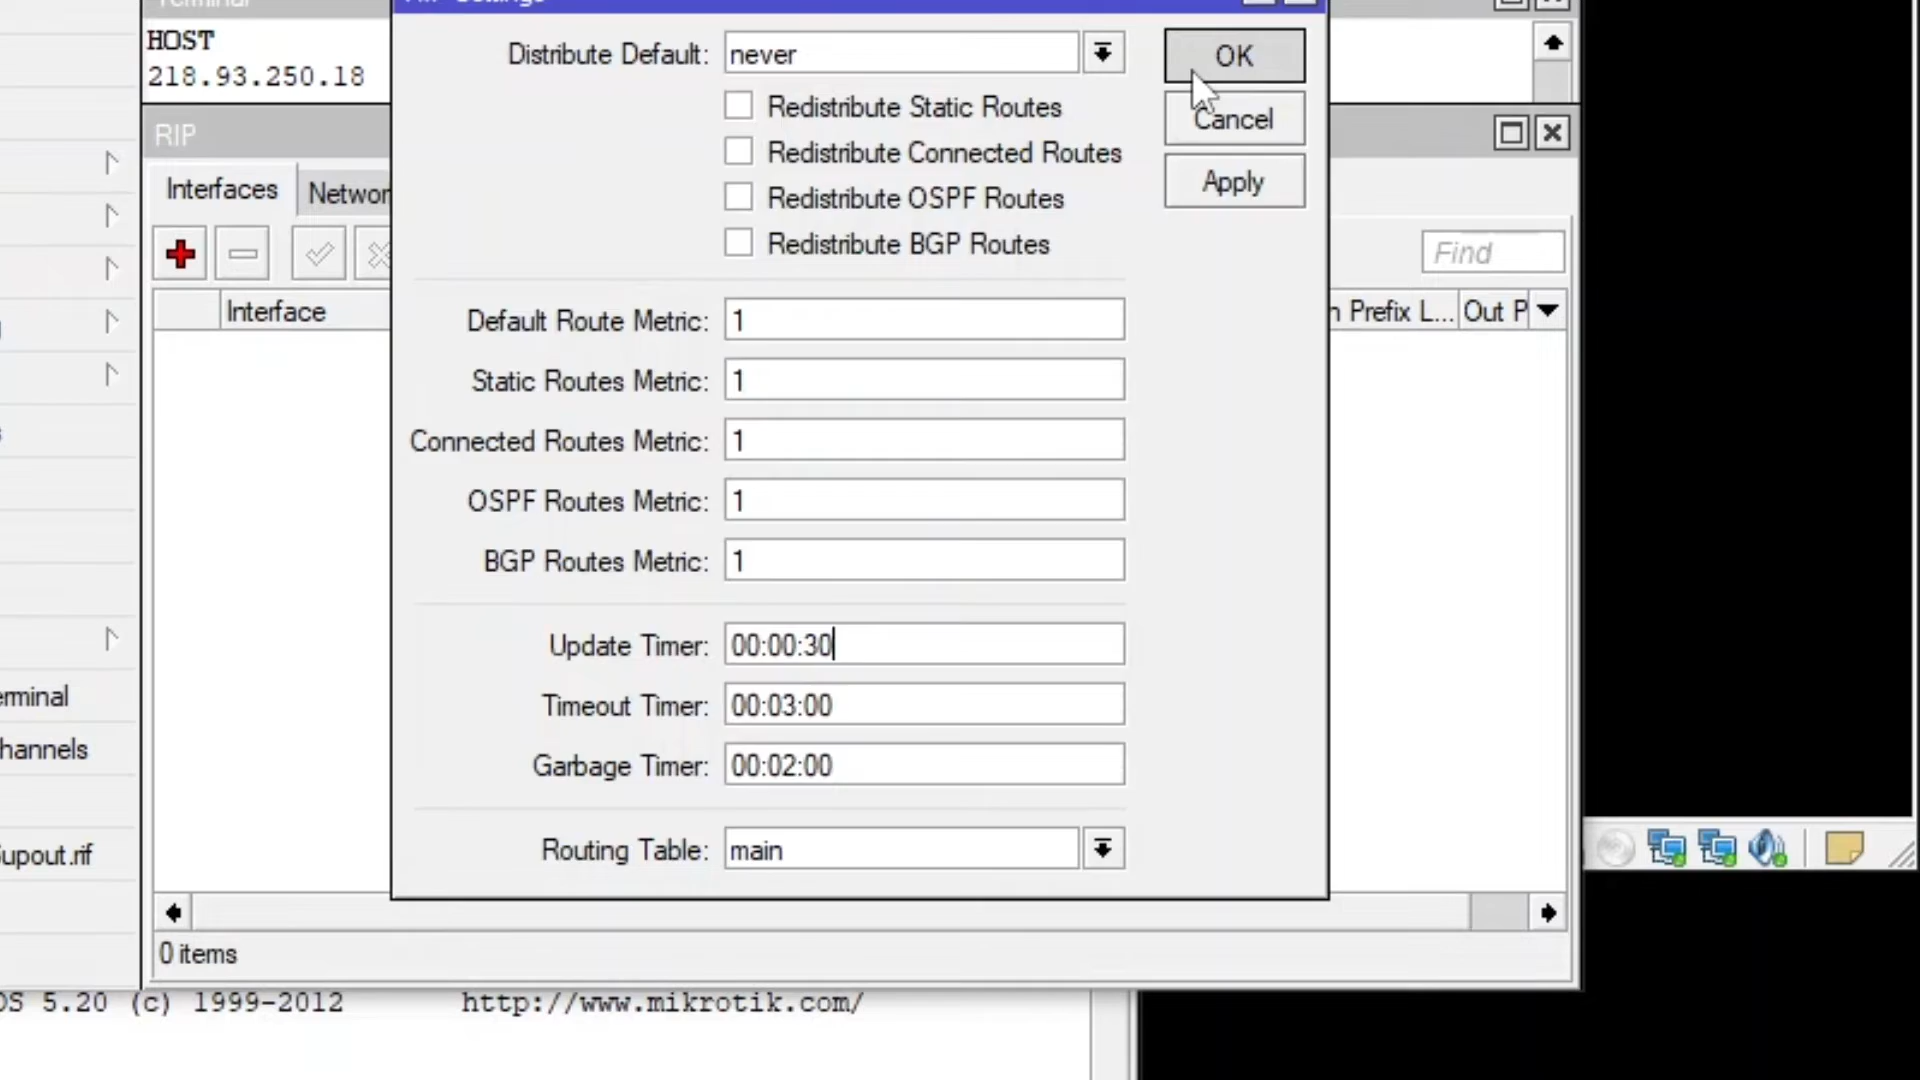 Terminal
HOST
218.93.250.18
RIP Settings
Distribute Default: never
OK
Redistribute Static Routes
Cancel
Redistribute Connected Routes
Apply
Redistribute OSPF Routes
Redistribute BGP Routes
RIP
Interfaces
Networ
Find
Interface
n Prefix L...
Out P
Default Route Metric: 1
Static Routes Metric: 1
Connected Routes Metric: 1
OSPF Routes Metric: 1
BGP Routes Metric: 1
Update Timer: 00:00:30
Timeout Timer: 00:03:00
Garbage Timer: 00:02:00
Routing Table: main
erminal
hannels
upout.rif
0 items
OS 5.20 (c) 1999-2012 http://www.mikrotik.com/